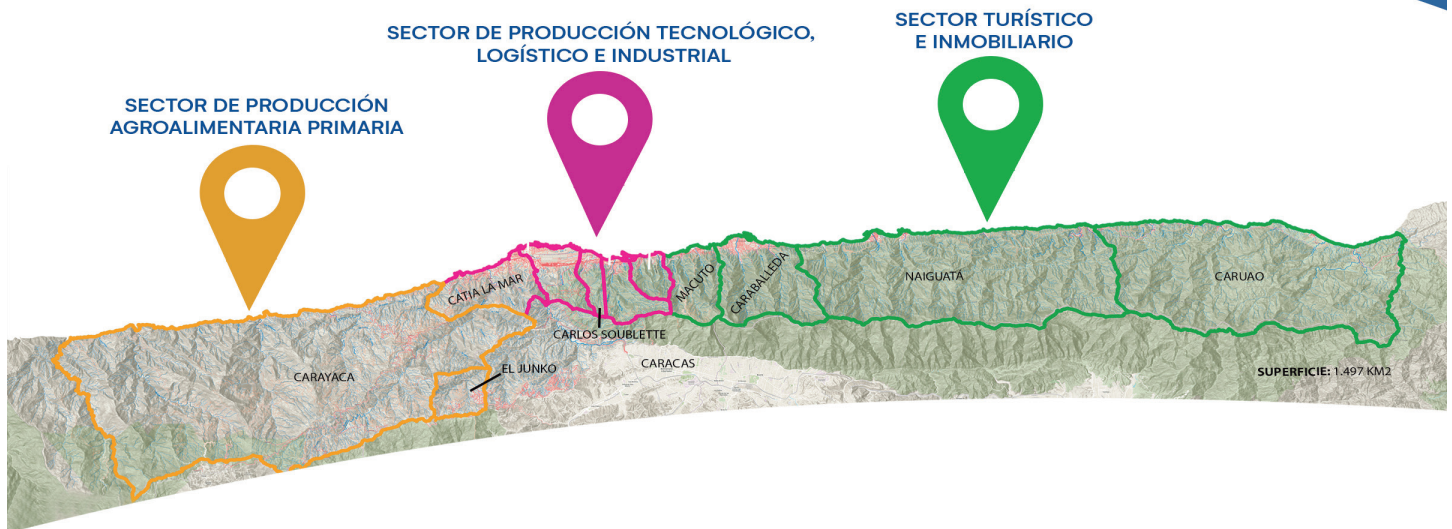 SECTOR DE PRODUCCIÓN
AGROALIMENTARIA PRIMARIA
SECTOR DE PRODUCCIÓN TECNOLÓGICO,
LOGÍSTICO E INDUSTRIAL
SECTOR TURÍSTICO
E INMOBILIARIO
CARAYACA
CATIA LA MAR
EL JUNKO
CARLOS SOUBLETTE
CARACAS
MACUTO
CARABALLEDA
NAIGUATÁ
CARUAO
SUPERFICIE: 1.497 KM2